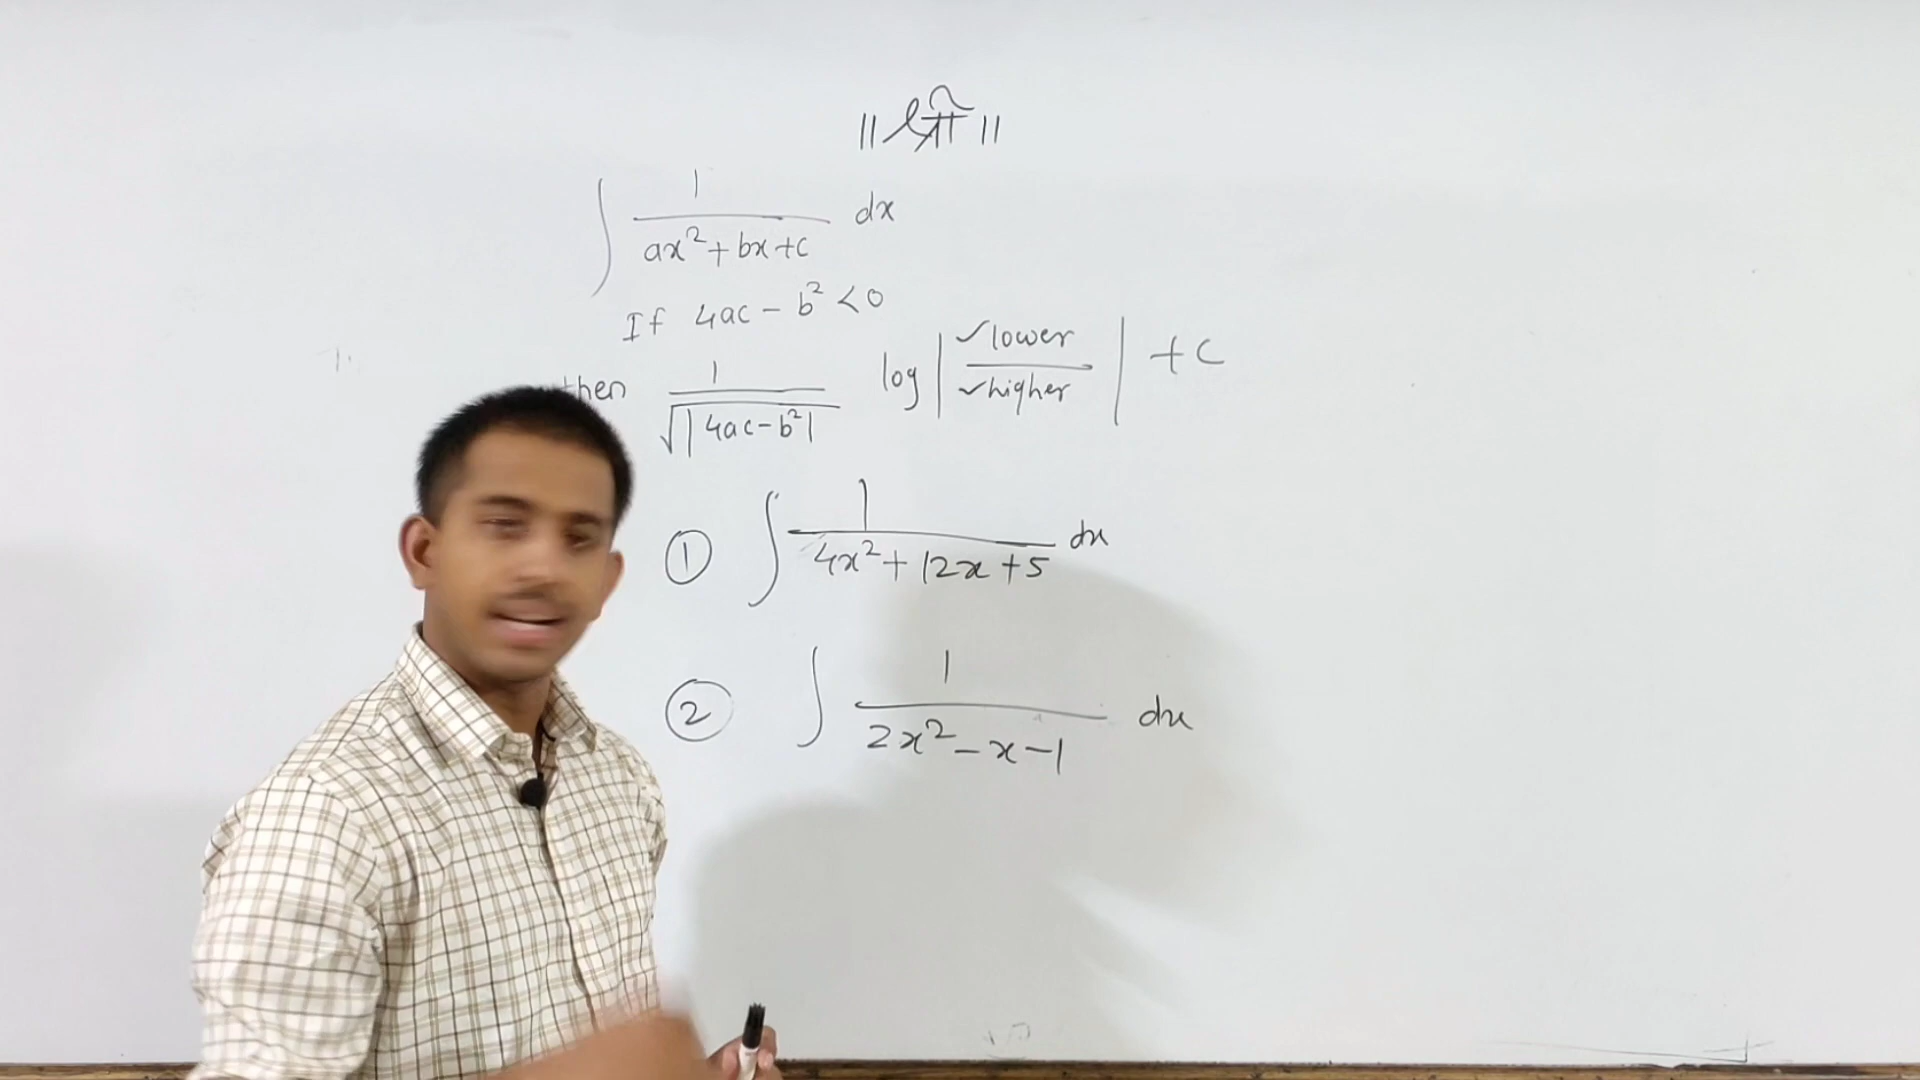 || श्री ||
∫ 1/(ax²+bx+c) dx
If 4ac - b² <0
then 1/√|4ac-b²| log | ✓lower/✓higher | + c
① ∫ 1/(4x²+12x+5) dx
② ∫ 1/(2x²-x-1) dx